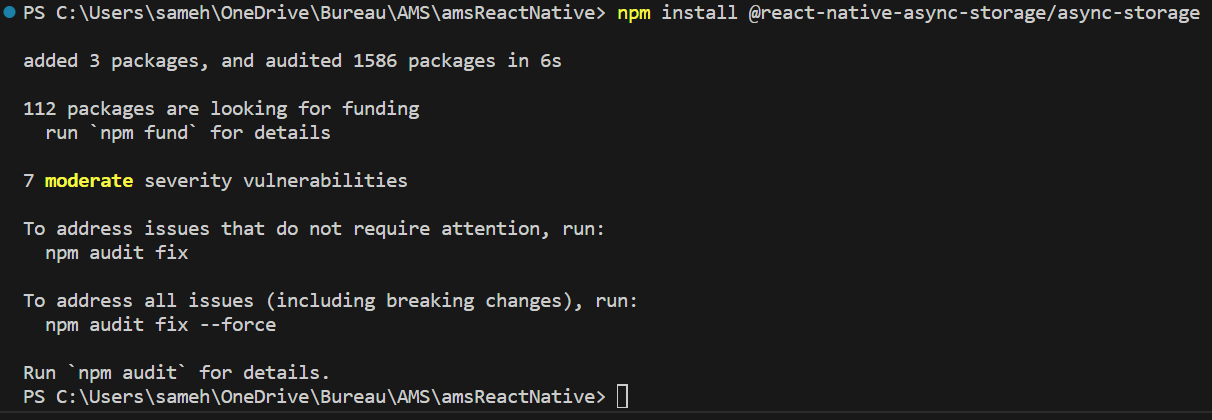 PS C:\Users\sameh\OneDrive\Bureau\AMS\amsReactNative> npm install @react-native-async-storage/async-storage
added 3 packages, and audited 1586 packages in 6s
112 packages are looking for funding
  run `npm fund` for details
7 moderate severity vulnerabilities
To address issues that do not require attention, run:
  npm audit fix
To address all issues (including breaking changes), run:
  npm audit fix --force
Run `npm audit` for details.
PS C:\Users\sameh\OneDrive\Bureau\AMS\amsReactNative>